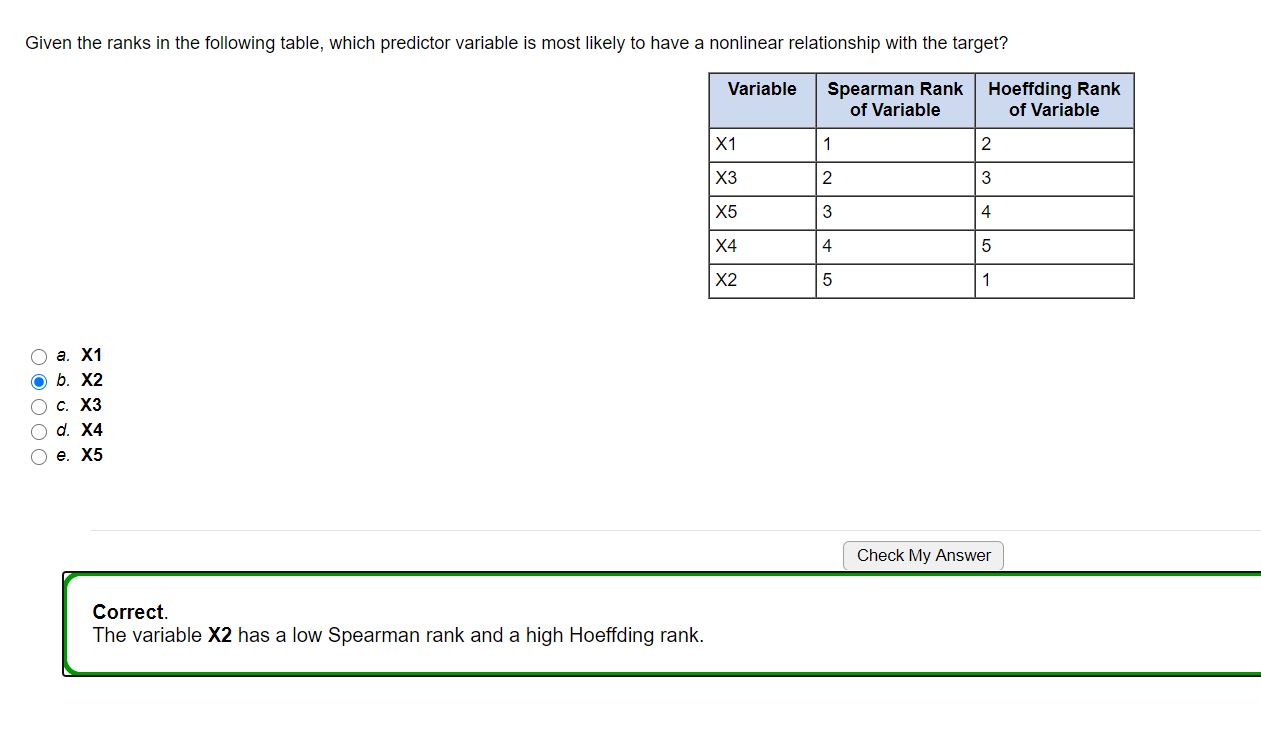 Given the ranks in the following table, which predictor variable is most likely to have a nonlinear relationship with the target?
Variable Spearman Rank of Variable Hoeffding Rank of Variable
X1 1 2
X3 2 3
X5 3 4
X4 4 5
X2 5 1
a. X1
b. X2
c. X3
d. X4
e. X5
Check My Answer
Correct.
The variable X2 has a low Spearman rank and a high Hoeffding rank.